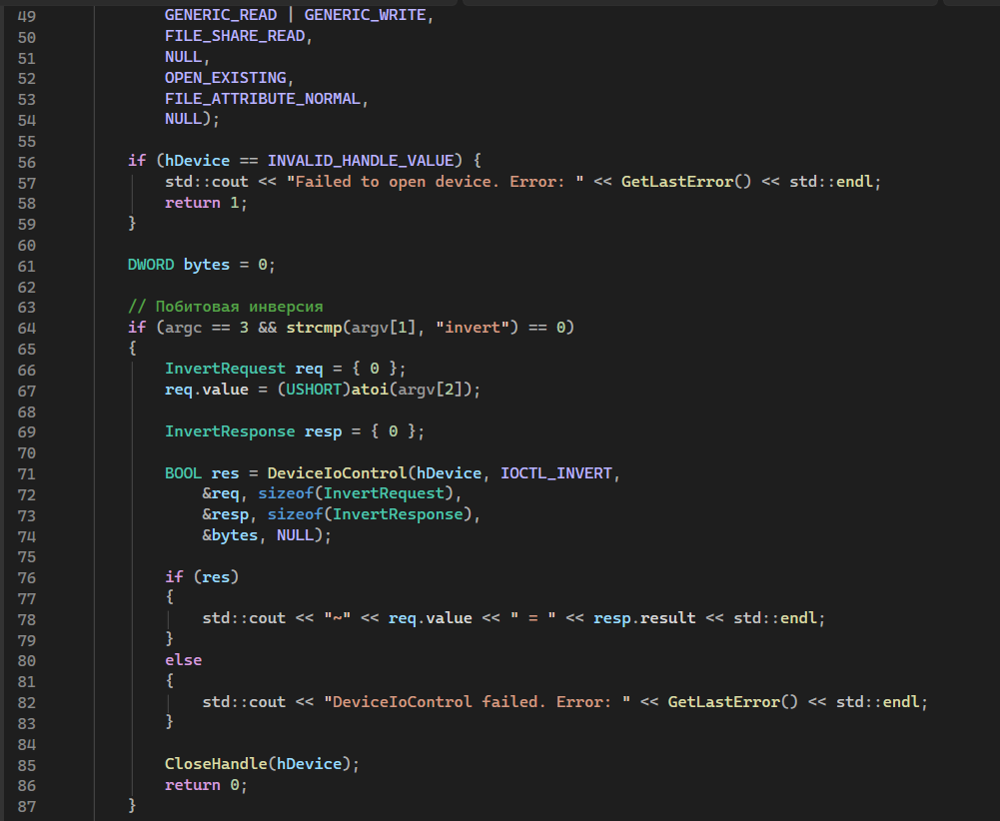 49 GENERIC_READ | GENERIC_WRITE,
50 FILE_SHARE_READ,
51 NULL,
52 OPEN_EXISTING,
53 FILE_ATTRIBUTE_NORMAL,
54 NULL);
55
56 if (hDevice == INVALID_HANDLE_VALUE) {
57 std::cout << "Failed to open device. Error: " << GetLastError() << std::endl;
58 return 1;
59 }
60
61 DWORD bytes = 0;
62
63 // Побитовая инверсия
64 if (argc == 3 && strcmp(argv[1], "invert") == 0)
65 {
66 InvertRequest req = { 0 };
67 req.value = (USHORT)atoi(argv[2]);
68
69 InvertResponse resp = { 0 };
70
71 BOOL res = DeviceIoControl(hDevice, IOCTL_INVERT,
72 &req, sizeof(InvertRequest),
73 &resp, sizeof(InvertResponse),
74 &bytes, NULL);
75
76 if (res)
77 {
78 std::cout << "~" << req.value << " = " << resp.result << std::endl;
79 }
80 else
81 {
82 std::cout << "DeviceIoControl failed. Error: " << GetLastError() << std::endl;
83 }
84
85 CloseHandle(hDevice);
86 return 0;
87 }